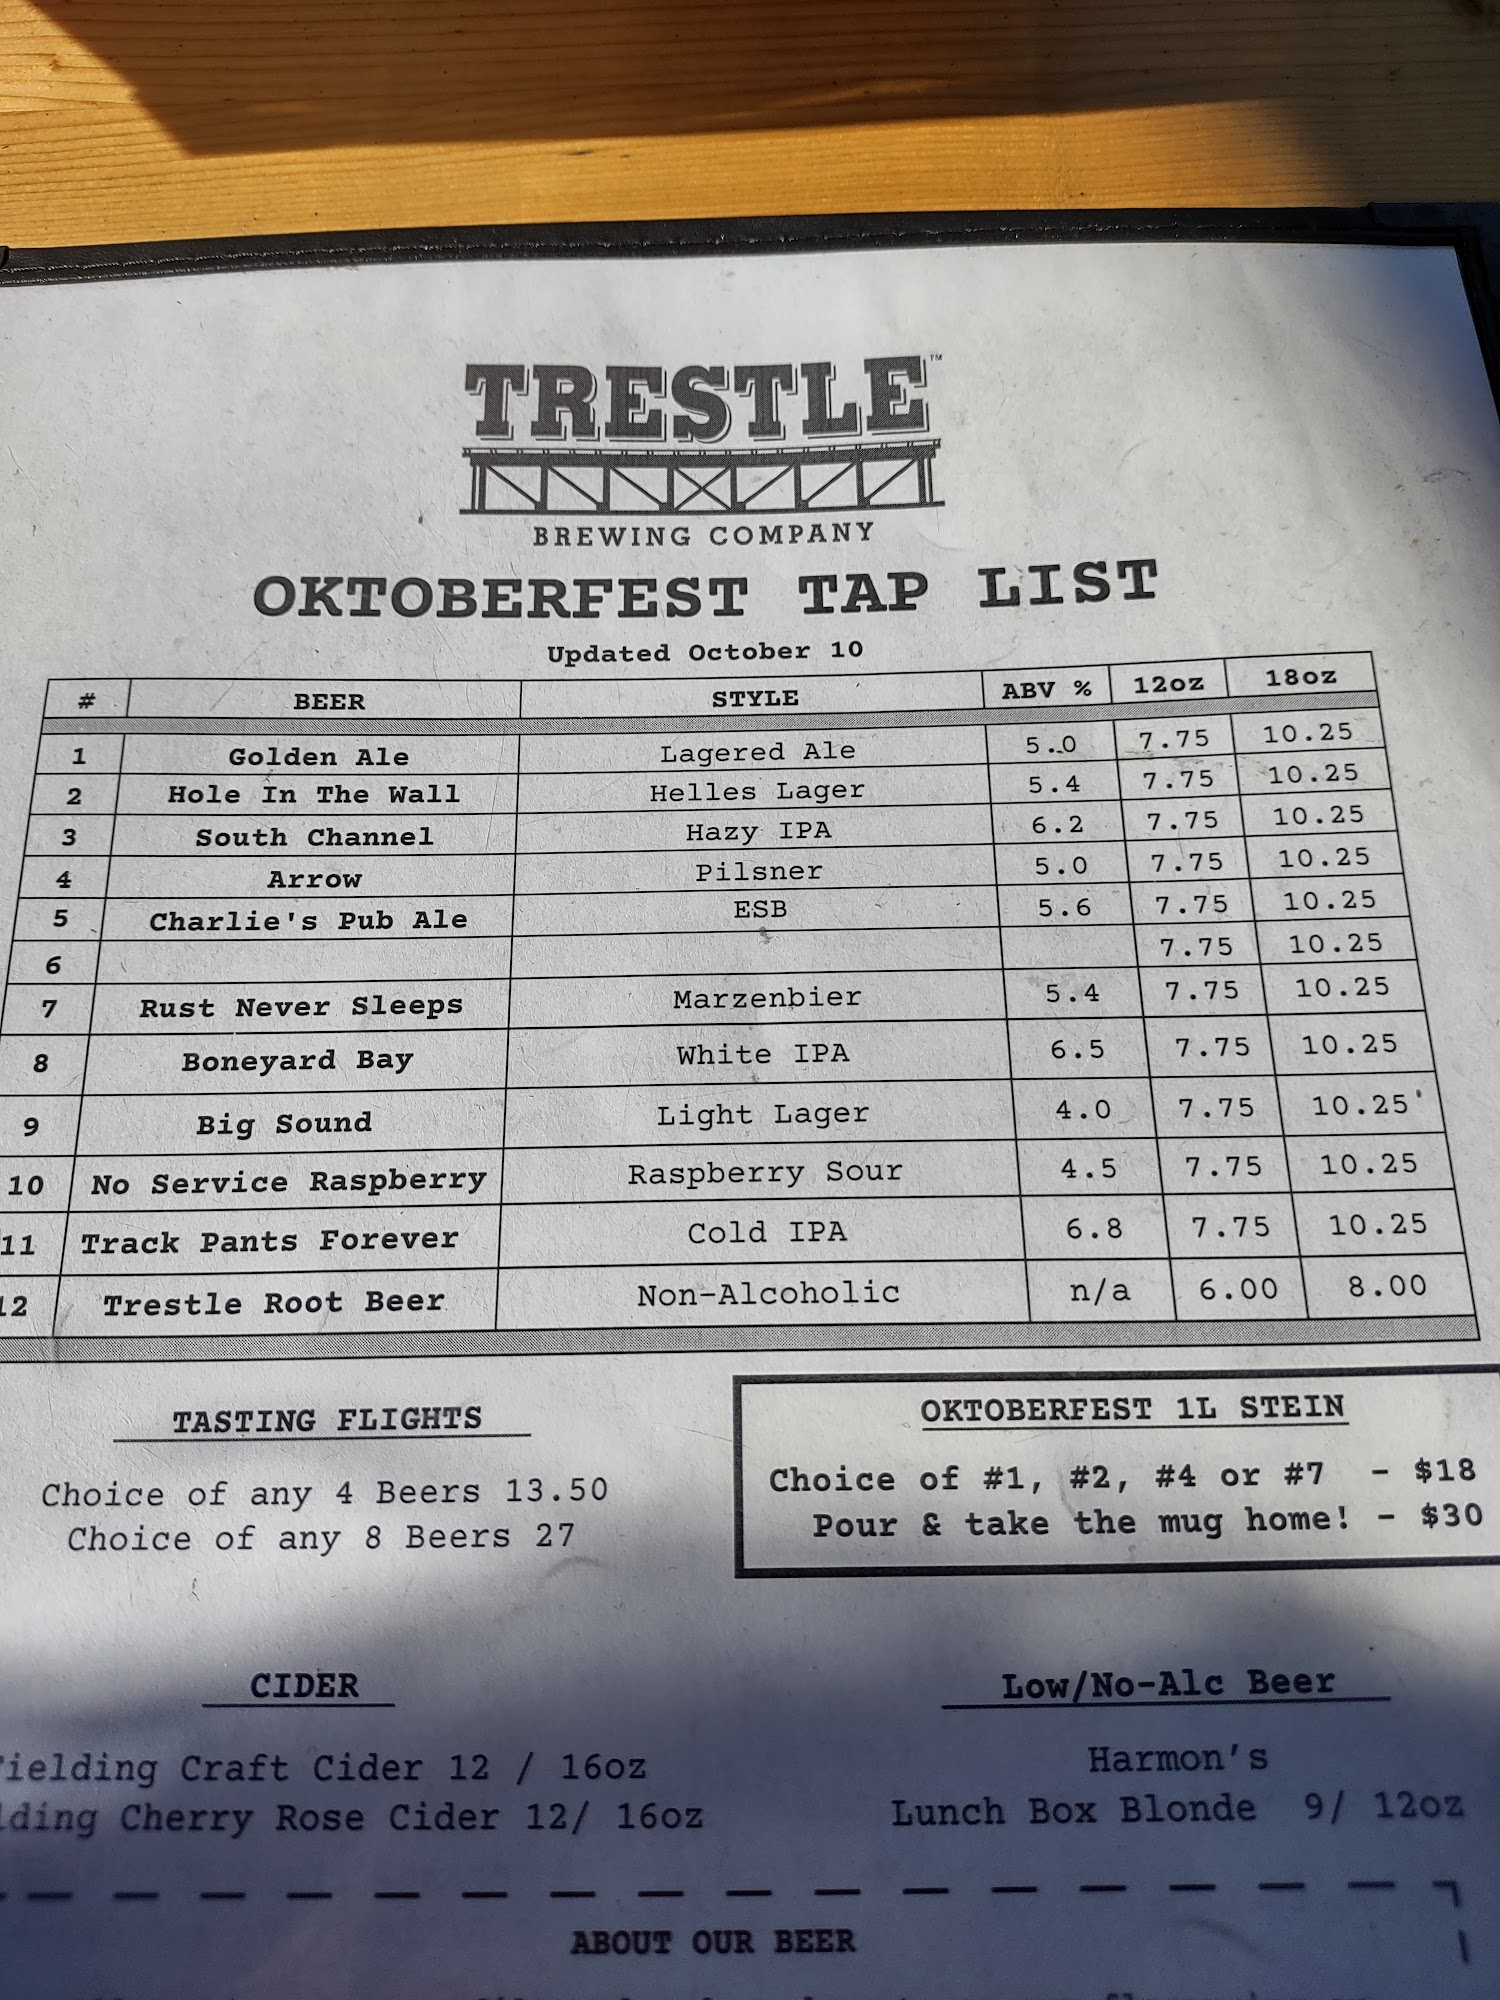 TRESTLE™
BREWING COMPANY
OKTOBERFEST TAP LIST
Updated October 10
# BEER STYLE ABV % 12oz 18oz
1 Golden Ale Lagered Ale 5.0 7.75 10.25
2 Hole In The Wall Helles Lager 5.4 7.75 10.25
3 South Channel Hazy IPA 6.2 7.75 10.25
4 Arrow Pilsner 5.0 7.75 10.25
5 Charlie's Pub Ale ESB 5.6 7.75 10.25
6 7.75 10.25
7 Rust Never Sleeps Marzenbier 5.4 7.75 10.25
8 Boneyard Bay White IPA 6.5 7.75 10.25
9 Big Sound Light Lager 4.0 7.75 10.25
10 No Service Raspberry Raspberry Sour 4.5 7.75 10.25
11 Track Pants Forever Cold IPA 6.8 7.75 10.25
12 Trestle Root Beer Non-Alcoholic n/a 6.00 8.00
TASTING FLIGHTS
Choice of any 4 Beers 13.50
Choice of any 8 Beers 27
OKTOBERFEST 1L STEIN
Choice of #1, #2, #4 or #7 - $18
Pour & take the mug home! - $30
CIDER
Craft Cider 12 / 16oz
Cherry Rose Cider 12/ 16oz
Low/No-Alc Beer
Harmon's
Lunch Box Blonde 9/ 12oz
ABOUT OUR BEER